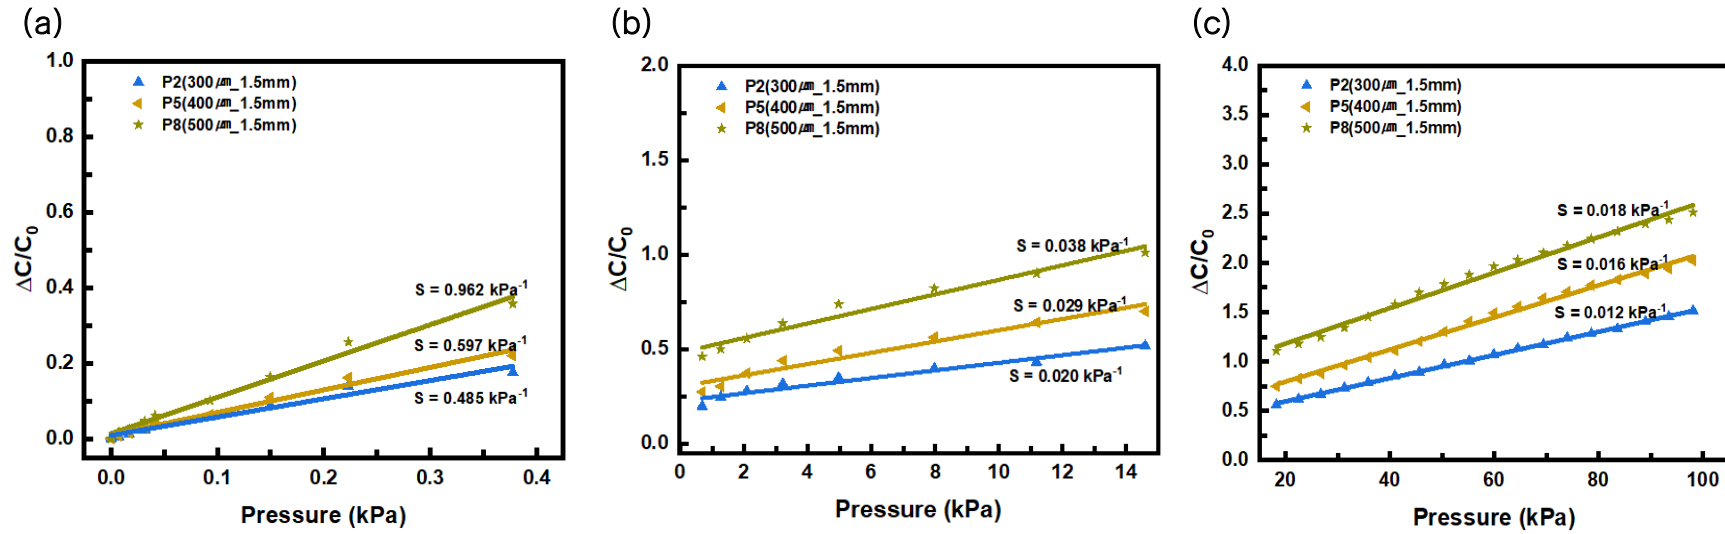 (a)
1.0
0.8
0.6
0.4
0.2
0.0
ΔC/C0
P2(300㎛_1.5mm)
P5(400㎛_1.5mm)
P8(500㎛_1.5mm)
S = 0.962 kPa-1
S = 0.597 kPa-1
S = 0.485 kPa-1
0.0 0.1 0.2 0.3 0.4
Pressure (kPa)
(b)
2.0
1.5
1.0
0.5
0.0
ΔC/C0
P2(300㎛_1.5mm)
P5(400㎛_1.5mm)
P8(500㎛_1.5mm)
S = 0.038 kPa-1
S = 0.029 kPa-1
S = 0.020 kPa-1
0 2 4 6 8 10 12 14
Pressure (kPa)
(c)
4.0
3.5
3.0
2.5
2.0
1.5
1.0
0.5
0.0
ΔC/C0
P2(300㎛_1.5mm)
P5(400㎛_1.5mm)
P8(500㎛_1.5mm)
S = 0.018 kPa-1
S = 0.016 kPa-1
S = 0.012 kPa-1
20 40 60 80 100
Pressure (kPa)